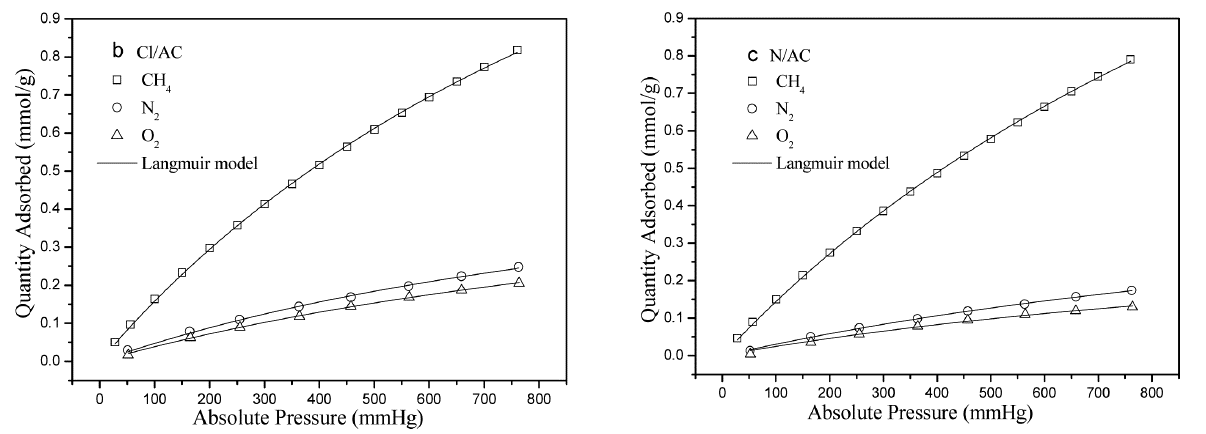 0.9
0.8
0.7
0.6
0.5
0.4
0.3
0.2
0.1
0.0
Quantity Adsorbed (mmol/g)
b Cl/AC
CH4
N2
O2
Langmuir model
0 100 200 300 400 500 600 700 800
Absolute Pressure (mmHg)
0.9
0.8
0.7
0.6
0.5
0.4
0.3
0.2
0.1
0.0
Quantity Adsorbed (mmol/g)
c N/AC
CH4
N2
O2
Langmuir model
0 100 200 300 400 500 600 700 800
Absolute Pressure (mmHg)